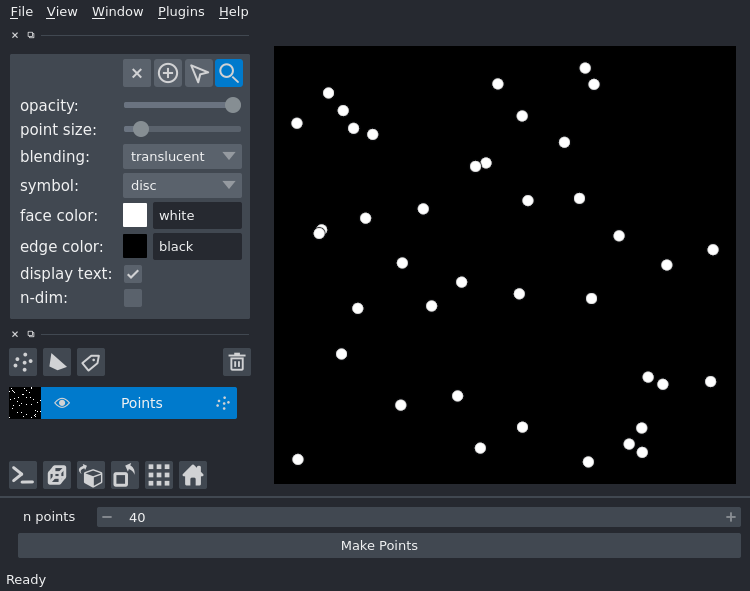 File View Window Plugins Help
opacity:
point size:
blending: translucent
symbol: disc
face color: white
edge color: black
display text:
n-dim:
Points
n points 40
Make Points
Ready